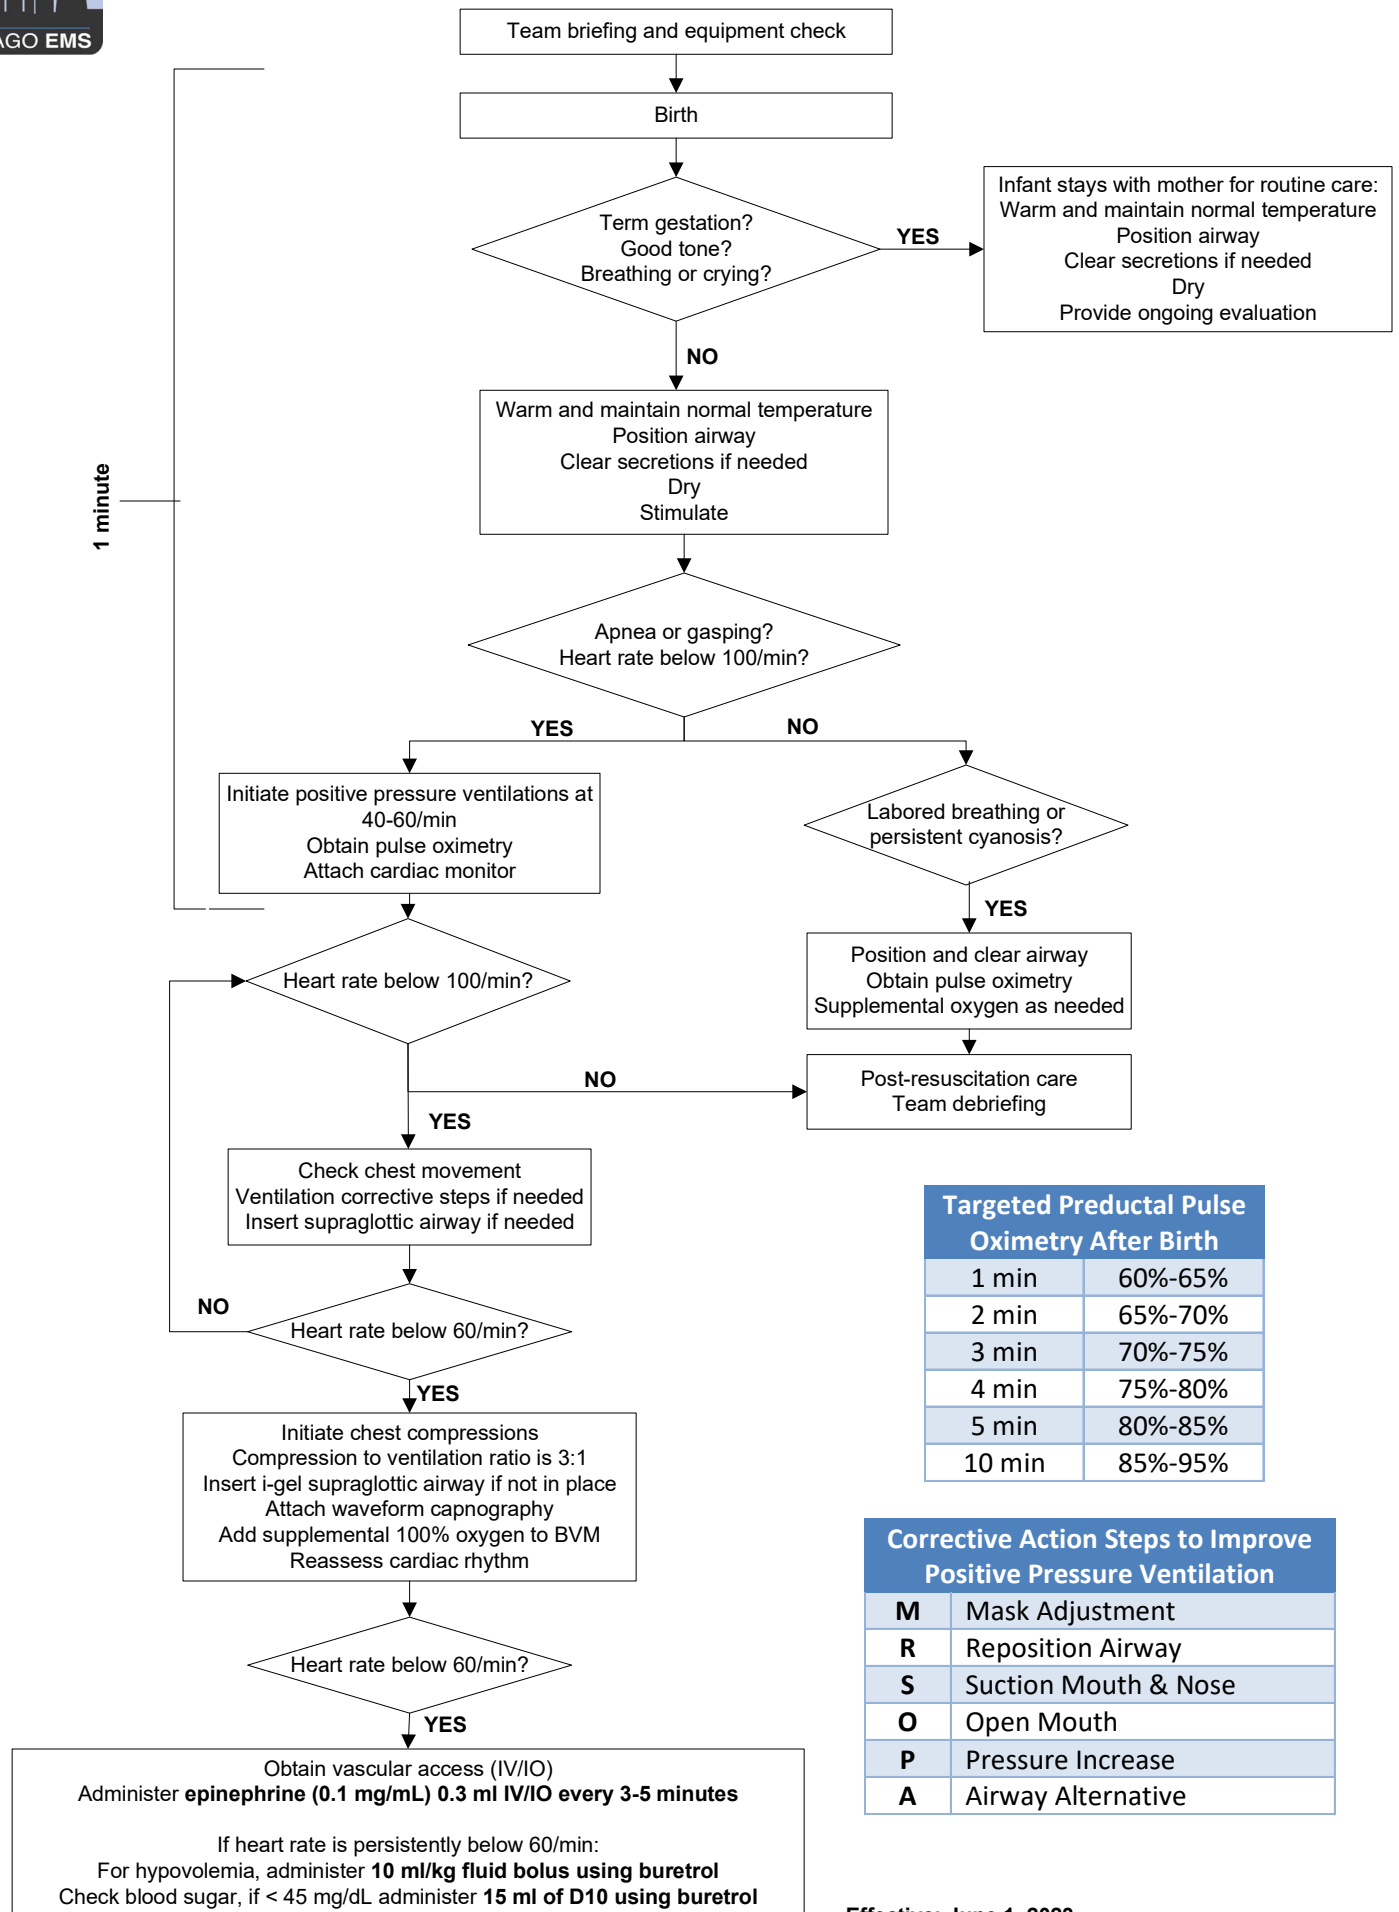 AGO EMS
Team briefing and equipment check
Birth
Term gestation?
Good tone?
Breathing or crying?
YES
Infant stays with mother for routine care:
Warm and maintain normal temperature
Position airway
Clear secretions if needed
Dry
Provide ongoing evaluation
NO
Warm and maintain normal temperature
Position airway
Clear secretions if needed
Dry
Stimulate
1 minute
Apnea or gasping?
Heart rate below 100/min?
YES
NO
Initiate positive pressure ventilations at
40-60/min
Obtain pulse oximetry
Attach cardiac monitor
Labored breathing or
persistent cyanosis?
YES
Position and clear airway
Obtain pulse oximetry
Supplemental oxygen as needed
Heart rate below 100/min?
NO
Post-resuscitation care
Team debriefing
YES
Check chest movement
Ventilation corrective steps if needed
Insert supraglottic airway if needed
NO
Heart rate below 60/min?
YES
Initiate chest compressions
Compression to ventilation ratio is 3:1
Insert i-gel supraglottic airway if not in place
Attach waveform capnography
Add supplemental 100% oxygen to BVM
Reassess cardiac rhythm
Heart rate below 60/min?
YES
Obtain vascular access (IV/IO)
Administer epinephrine (0.1 mg/mL) 0.3 ml IV/IO every 3-5 minutes
If heart rate is persistently below 60/min:
For hypovolemia, administer 10 ml/kg fluid bolus using buretrol
Check blood sugar, if < 45 mg/dL administer 15 ml of D10 using buretrol
Targeted Preductal Pulse
Oximetry After Birth
1 min 60%-65%
2 min 65%-70%
3 min 70%-75%
4 min 75%-80%
5 min 80%-85%
10 min 85%-95%
Corrective Action Steps to Improve
Positive Pressure Ventilation
M Mask Adjustment
R Reposition Airway
S Suction Mouth & Nose
O Open Mouth
P Pressure Increase
A Airway Alternative
Effective: June 1,